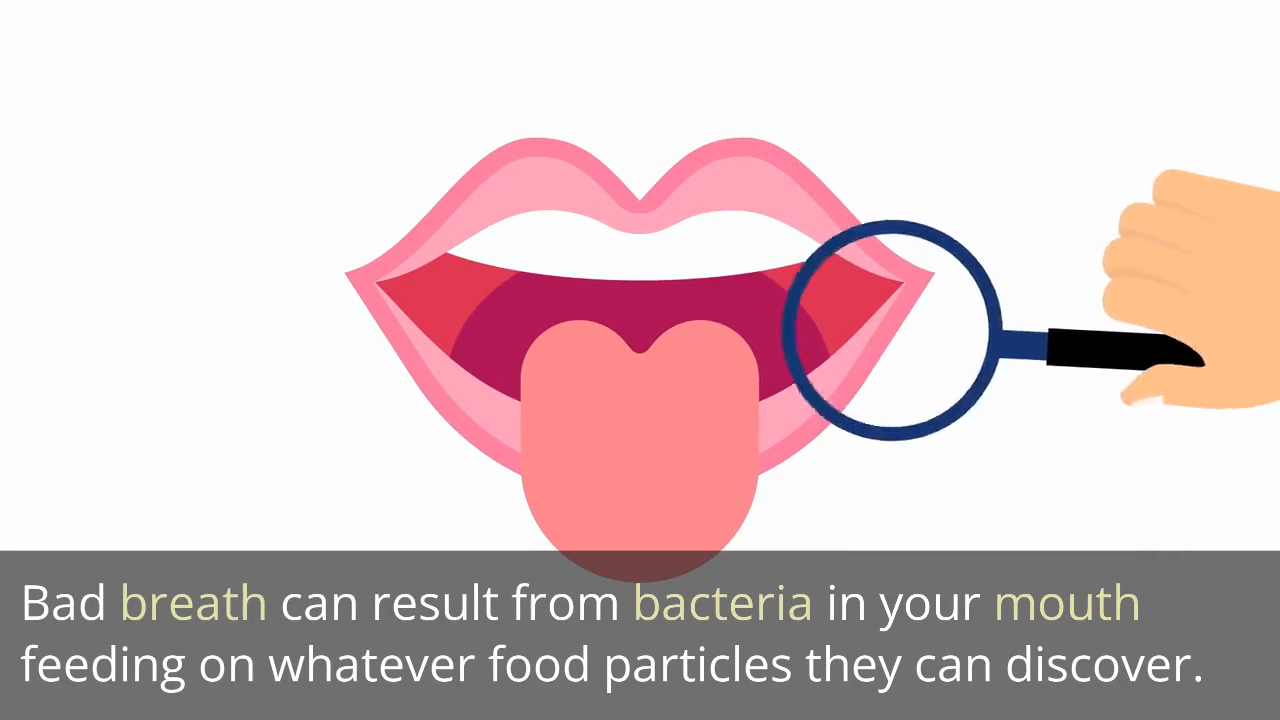 Bad breath can result from bacteria in your mouth
feeding on whatever food particles they can discover.